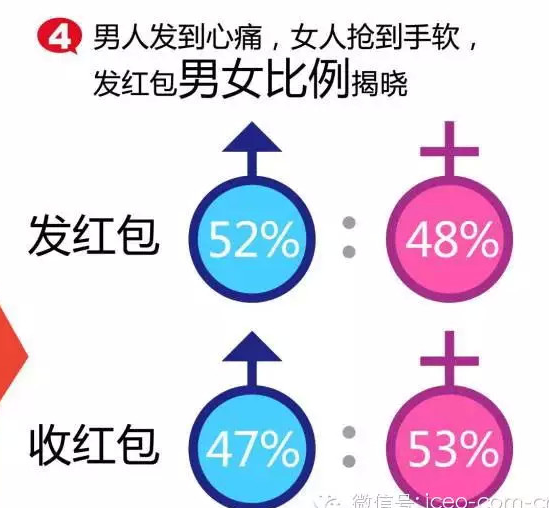 4 男人发到心痛，女人抢到手软，
发红包男女比例揭晓
发红包 52% : 48%
收红包 47% : 53%
微信号: iceo-com-c